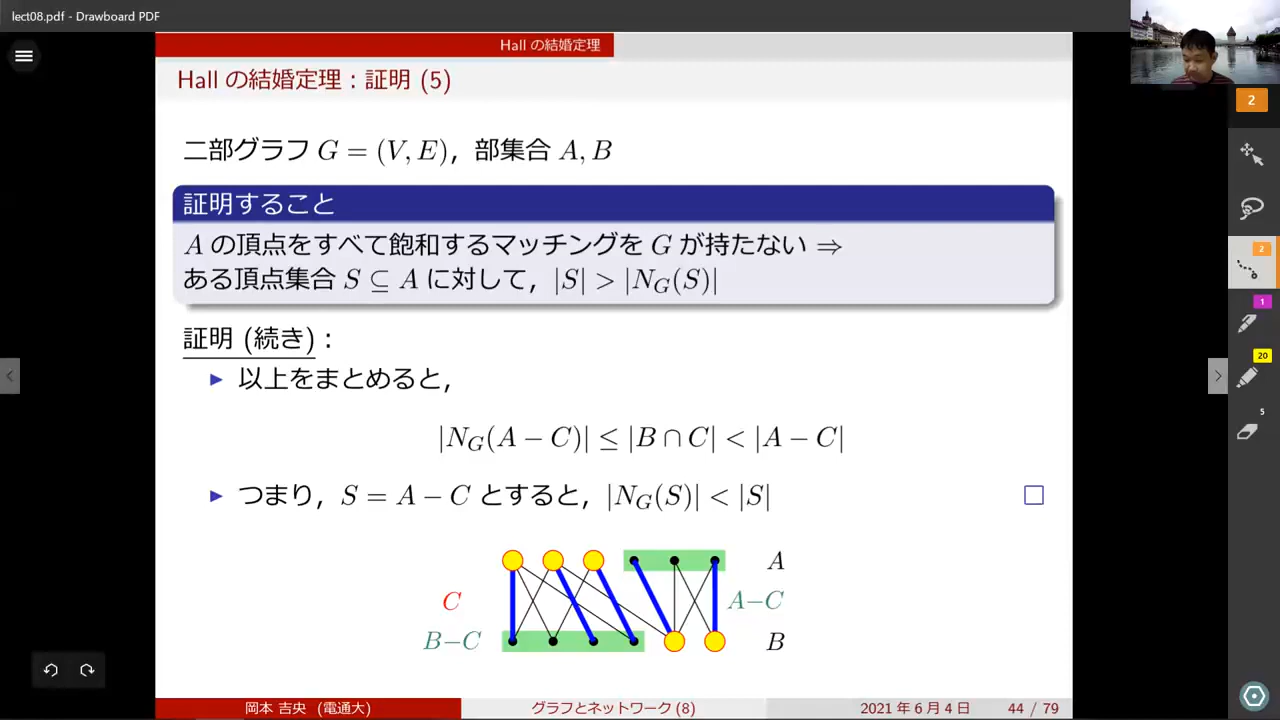 lect08.pdf - Drawboard PDF
Hall の結婚定理
Hall の結婚定理：証明 (5)
2
二部グラフ G = (V, E)，部集合 A, B
証明すること
A の頂点をすべて飽和するマッチングを G が持たない ⇒
ある頂点集合 S ⊆ A に対して，|S| > |N_G(S)|
2
1
証明 (続き)：
20
▶ 以上をまとめると，
5
|N_G(A − C)| ≤ |B ∩ C| < |A − C|
▶ つまり，S = A − C とすると，|N_G(S)| < |S| □
A
C
A−C
B−C
B
岡本 吉央 (電通大)
グラフとネットワーク (8)
2021 年 6 月 4 日 44 / 79